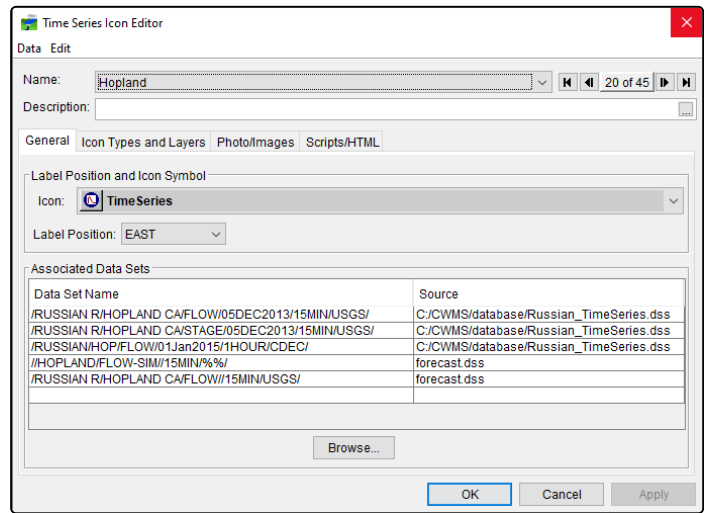 Time Series Icon Editor
Data Edit
Name: Hopland 20 of 45
Description: ...
General Icon Types and Layers Photo/Images Scripts/HTML
Label Position and Icon Symbol
Icon: TimeSeries
Label Position: EAST
Associated Data Sets
Data Set Name Source
/RUSSIAN R/HOPLAND CA/FLOW/05DEC2013/15MIN/USGS/ C:/CWMS/database/Russian_TimeSeries.dss
/RUSSIAN R/HOPLAND CA/STAGE/05DEC2013/15MIN/USGS/ C:/CWMS/database/Russian_TimeSeries.dss
/RUSSIAN/HOP/FLOW/01Jan2015/1HOUR/CDEC/ C:/CWMS/database/Russian_TimeSeries.dss
//HOPLAND/FLOW-SIM//15MIN/%%/ forecast.dss
/RUSSIAN R/HOPLAND CA/FLOW//15MIN/USGS/ forecast.dss
Browse...
OK Cancel Apply